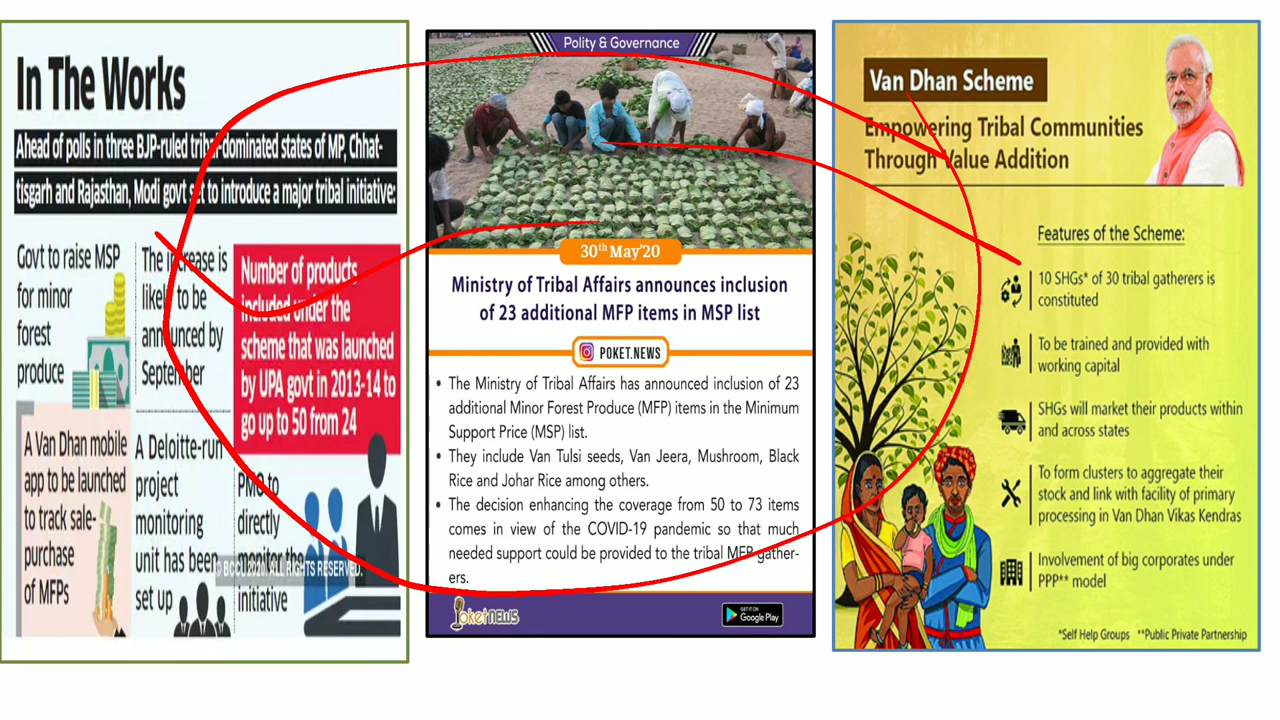 In The Works
Ahead of polls in three BJP-ruled tribal-dominated states of MP, Chhat-
tisgarh and Rajasthan, Modi govt set to introduce a major tribal initiative:
Govt to raise MSP
for minor
forest
produce
The increase is
likely to be
announced by
September
Number of products
included under the
scheme that was launched
by UPA govt in 2013-14 to
go up to 50 from 24
A Van Dhan mobile
app to be launched
to track sale-
purchase
of MFPs
A Deloitte-run
project
monitoring
unit has been
set up
PMO to
directly
monitor the
initiative
© BCCL 2020. ALL RIGHTS RESERVED.
Polity & Governance
30th May'20
Ministry of Tribal Affairs announces inclusion
of 23 additional MFP items in MSP list
POKET.NEWS
• The Ministry of Tribal Affairs has announced inclusion of 23
additional Minor Forest Produce (MFP) items in the Minimum
Support Price (MSP) list.
• They include Van Tulsi seeds, Van Jeera, Mushroom, Black
Rice and Johar Rice among others.
• The decision enhancing the coverage from 50 to 73 items
comes in view of the COVID-19 pandemic so that much
needed support could be provided to the tribal MFP gather-
ers.
Poket NEWS
GET IT ON
Google Play
Van Dhan Scheme
Empowering Tribal Communities
Through Value Addition
Features of the Scheme:
10 SHGs* of 30 tribal gatherers is
constituted
To be trained and provided with
working capital
SHGs will market their products within
and across states
To form clusters to aggregate their
stock and link with facility of primary
processing in Van Dhan Vikas Kendras
Involvement of big corporates under
PPP** model
*Self Help Groups **Public Private Partnership